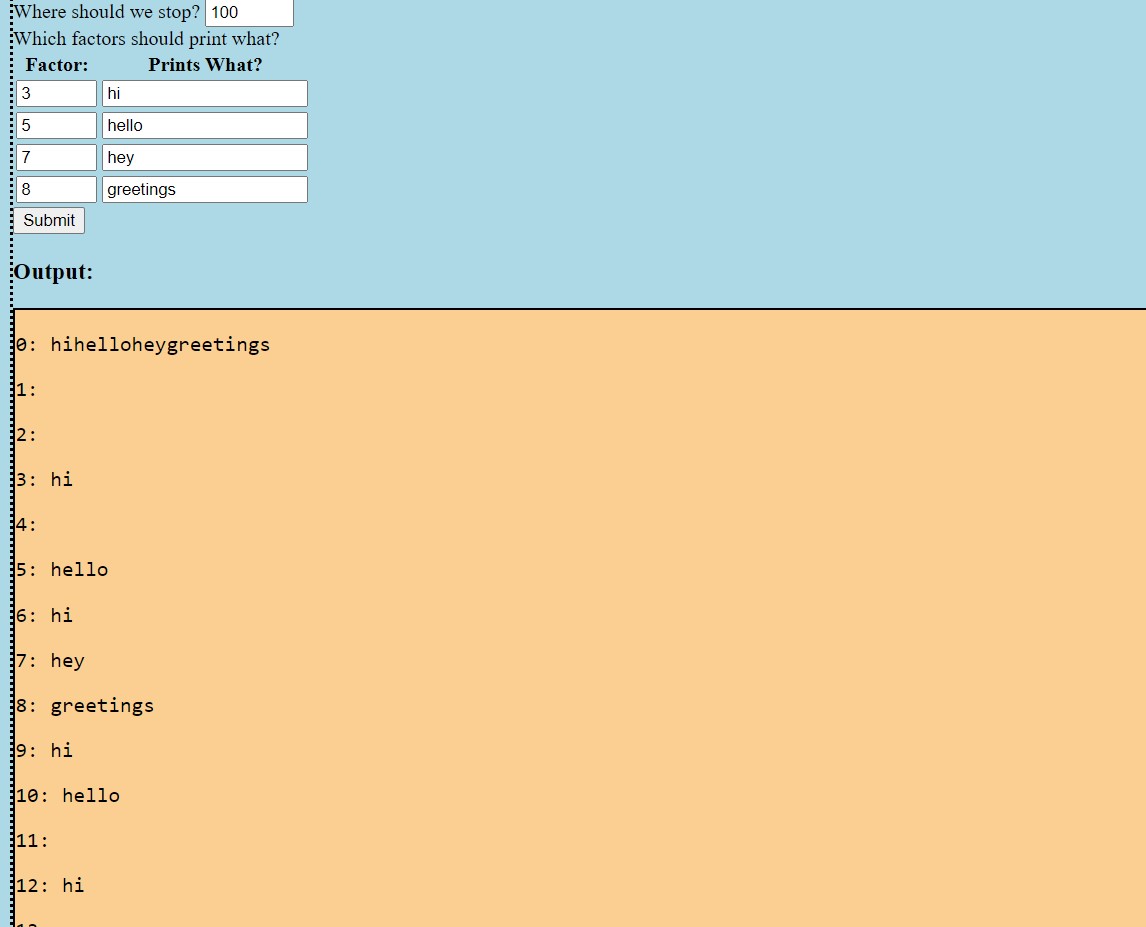 Where should we stop? 100
Which factors should print what?
Factor: Prints What?
3 hi
5 hello
7 hey
8 greetings
Submit
Output:
0: hihelloheygreetings
1:
2:
3: hi
4:
5: hello
6: hi
7: hey
8: greetings
9: hi
10: hello
11:
12: hi